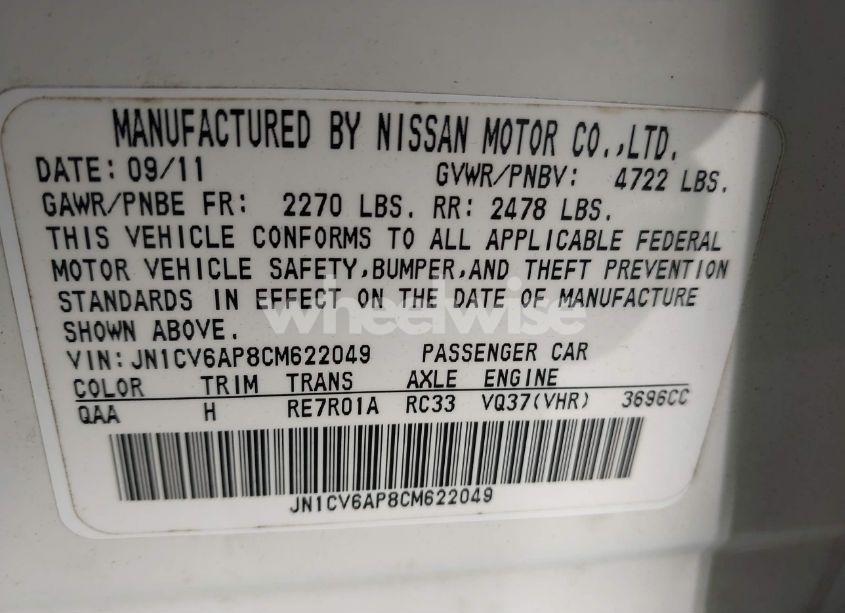 MANUFACTURED BY NISSAN MOTOR CO.,LTD.
DATE: 09/11 GVWR/PNBV: 4722 LBS.
GAWR/PNBE FR: 2270 LBS. RR: 2478 LBS.
THIS VEHICLE CONFORMS TO ALL APPLICABLE FEDERAL
MOTOR VEHICLE SAFETY,BUMPER,AND THEFT PREVENTION
STANDARDS IN EFFECT ON THE DATE OF MANUFACTURE
wheelwise
SHOWN ABOVE.
VIN:JN1CV6AP8CM622049 PASSENGER CAR
COLOR TRIM TRANS AXLE ENGINE
QAA H RE7R01A RC33 VQ37(VHR) 3696CC
JN1CV6AP8CM622049